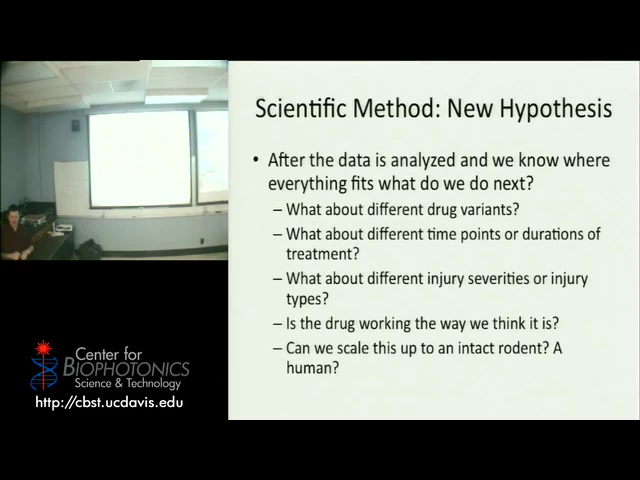 Scientific Method: New Hypothesis
• After the data is analyzed and we know where
everything fits what do we do next?
– What about different drug variants?
– What about different time points or durations of
treatment?
– What about different injury severities or injury
types?
– Is the drug working the way we think it is?
– Can we scale this up to an intact rodent? A
human?
Center for
BIOPHOTONICS
Science & Technology
http://cbst.ucdavis.edu